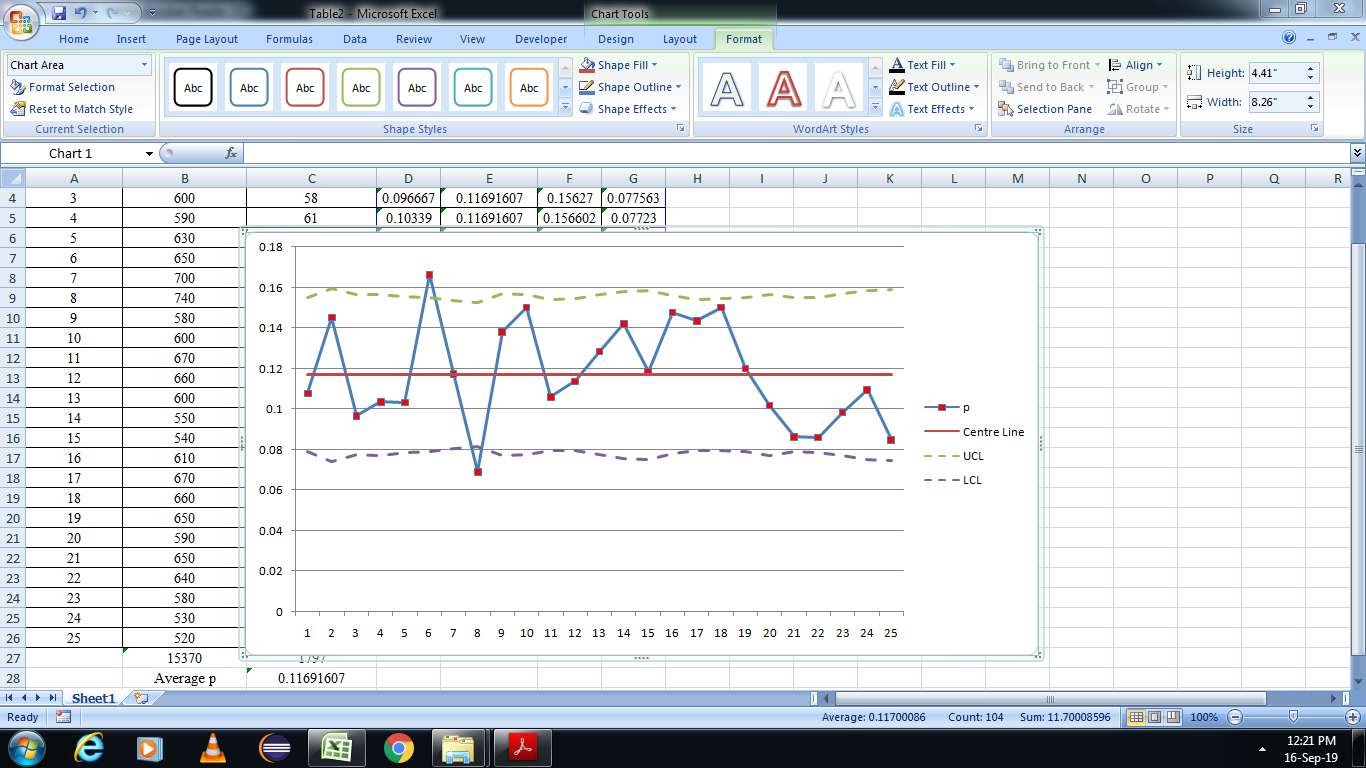 Table2 - Microsoft Excel Chart Tools
Home Insert Page Layout Formulas Data Review View Developer Design Layout Format
Chart Area
Format Selection
Reset to Match Style
Current Selection
Abc Abc Abc Abc Abc Abc Abc
Shape Fill
Shape Outline
Shape Effects
Shape Styles
A A A
Text Fill
Text Outline
Text Effects
WordArt Styles
Bring to Front
Send to Back
Selection Pane
Align
Group
Rotate
Arrange
Height: 4.41"
Width: 8.26"
Size
Chart 1 fx
A B C D E F G H I J K L M N O P Q R
4 3 600 58 0.096667 0.11691607 0.15627 0.077563
5 4 590 61 0.10339 0.11691607 0.156602 0.07723
6 5 630
7 6 650
8 7 700
9 8 740
10 9 580
11 10 600
12 11 670
13 12 660
14 13 600
15 14 550
16 15 540
17 16 610
18 17 670
19 18 660
20 19 650
21 20 590
22 21 650
23 22 640
24 23 580
25 24 530
26 25 520
27 15370 1797
28 Average p 0.11691607
0.18
0.16
0.14
0.12
0.1
0.08
0.06
0.04
0.02
0
1 2 3 4 5 6 7 8 9 10 11 12 13 14 15 16 17 18 19 20 21 22 23 24 25
p
Centre Line
UCL
LCL
Sheet1
Ready Average: 0.11700086 Count: 104 Sum: 11.70008596 100%
12:21 PM
16-Sep-19